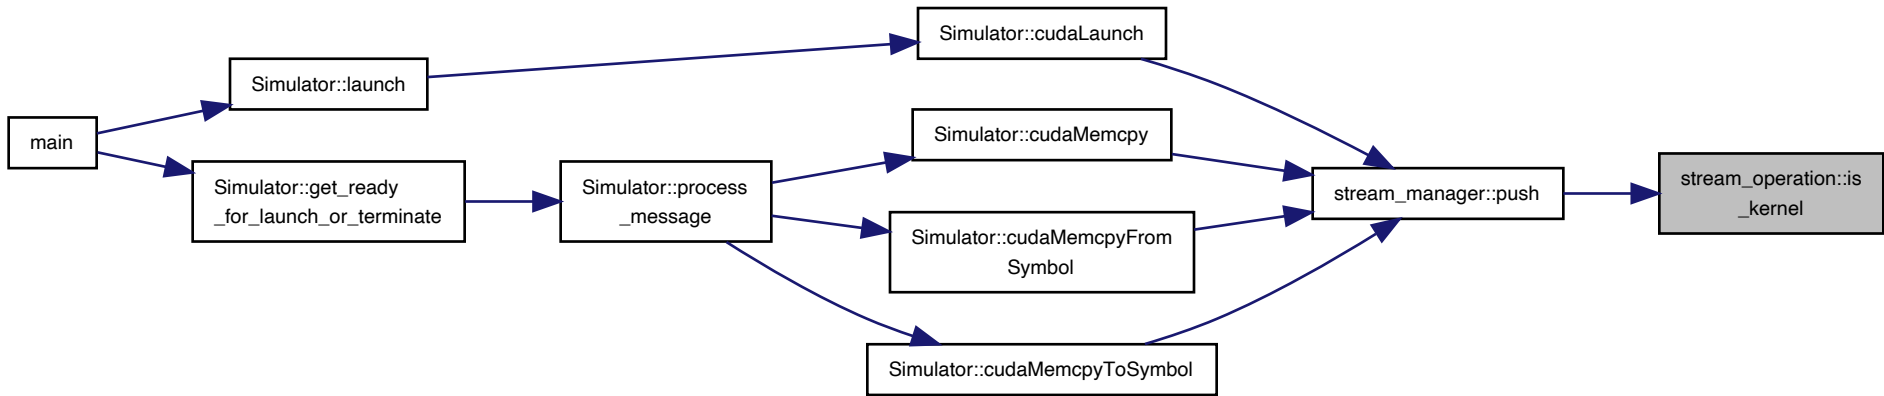 main
Simulator::launch
Simulator::get_ready
_for_launch_or_terminate
Simulator::process
_message
Simulator::cudaLaunch
Simulator::cudaMemcpy
Simulator::cudaMemcpyFrom
Symbol
Simulator::cudaMemcpyToSymbol
stream_manager::push
stream_operation::is
_kernel